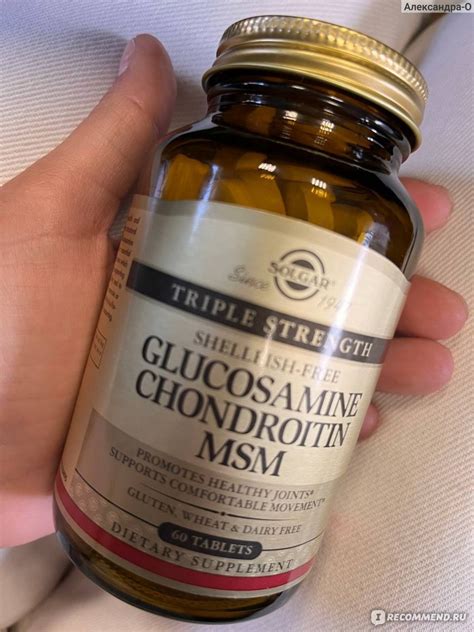 Александра-О
SOLGAR®
Since 1947
TRIPLE STRENGTH
SHELLFISH-FREE
GLUCOSAMINE
CHONDROITIN
MSM
PROMOTES HEALTHY JOINTS*
SUPPORTS COMFORTABLE MOVEMENT*
GLUTEN, WHEAT & DAIRY FREE
60 TABLETS
DIETARY SUPPLEMENT
I RECOMMEND.RU